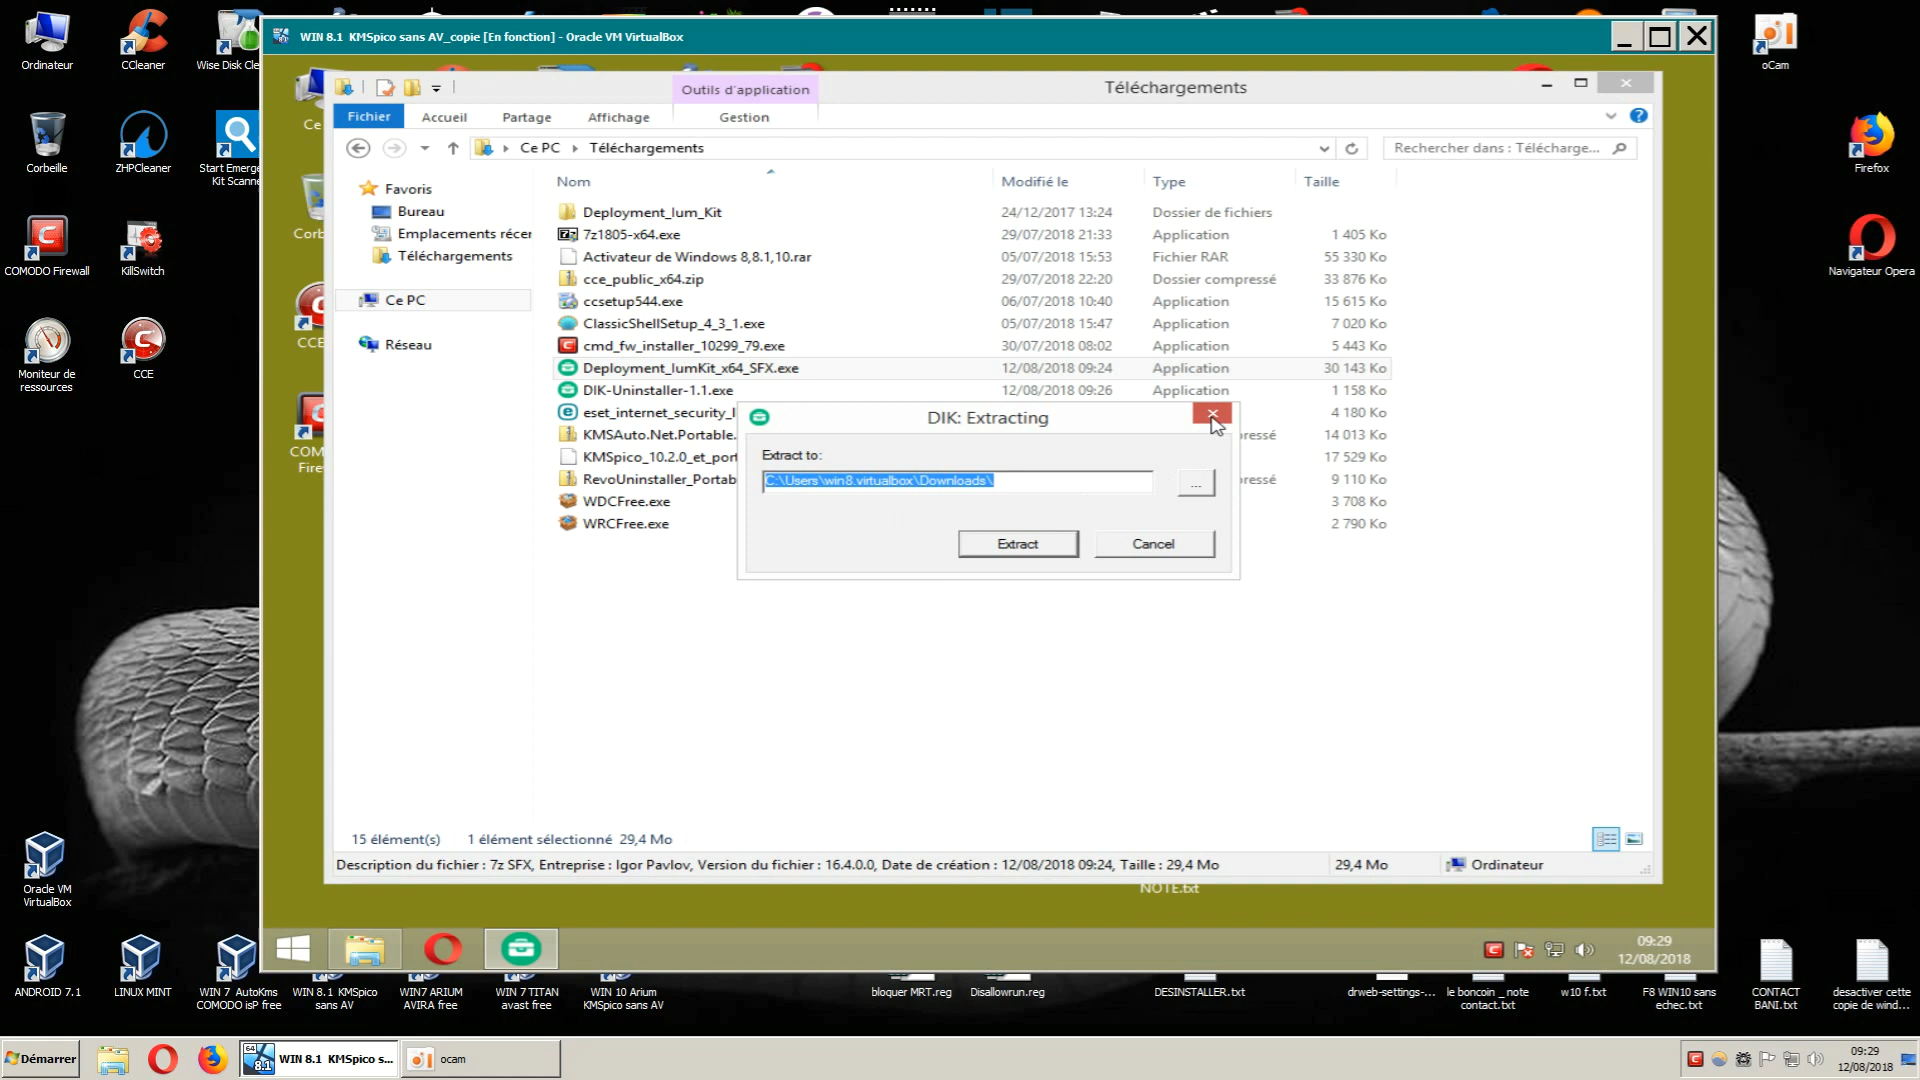 WIN 8.1 KMSpico sans AV_copie [En fonction] - Oracle VM VirtualBox
Ordinateur
CCleaner
Wise Disk Cle
oCam
Corbeille
ZHPCleaner
Start Emerge
Kit Scanne
Firefox
COMODO Firewall
KillSwitch
Navigateur Opera
Moniteur de
ressources
CCE
Oracle VM
VirtualBox
Ce
Corb
CCE
COM
Fire
Outils d'application
Téléchargements
Fichier
Accueil
Partage
Affichage
Gestion
Ce PC
Téléchargements
Rechercher dans : Télécharge...
Favoris
Bureau
Emplacements récer
Téléchargements
Ce PC
Réseau
Nom Modifié le Type Taille
Deployment_lum_Kit 24/12/2017 13:24 Dossier de fichiers
7z1805-x64.exe 29/07/2018 21:33 Application 1 405 Ko
Activateur de Windows 8,8.1,10.rar 05/07/2018 15:53 Fichier RAR 55 330 Ko
cce_public_x64.zip 29/07/2018 22:20 Dossier compressé 33 876 Ko
ccsetup544.exe 06/07/2018 10:40 Application 15 615 Ko
ClassicShellSetup_4_3_1.exe 05/07/2018 15:47 Application 7 020 Ko
cmd_fw_installer_10299_79.exe 30/07/2018 08:02 Application 5 443 Ko
Deployment_lumKit_x64_SFX.exe 12/08/2018 09:24 Application 30 143 Ko
DIK-Uninstaller-1.1.exe 12/08/2018 09:26 Application 1 158 Ko
eset_internet_security_l 4 180 Ko
KMSAuto.Net.Portable. ressé 14 013 Ko
KMSpico_10.2.0_et_port 17 529 Ko
RevoUninstaller_Portab ressé 9 110 Ko
WDCFree.exe 3 708 Ko
WRCFree.exe 2 790 Ko
DIK: Extracting
Extract to:
C:\Users\win8.virtualbox\Downloads\
...
Extract
Cancel
15 élément(s) 1 élément sélectionné 29,4 Mo
Description du fichier : 7z SFX, Entreprise : Igor Pavlov, Version du fichier : 16.4.0.0, Date de création : 12/08/2018 09:24, Taille : 29,4 Mo
29,4 Mo
Ordinateur
NOTE.txt
09:29
12/08/2018
ANDROID 7.1
LINUX MINT
WIN 7 AutoKms
COMODO iSP free
WIN 8.1 KMSpico
sans AV
WIN7 ARIUM
AVIRA free
WIN 7 TITAN
avast free
WIN 10 Arium
KMSpico sans AV
bloquer MRT.reg
Disallowrun.reg
DESINSTALLER.txt
drweb-settings-...
le boncoin _ note
contact.txt
w10 f.txt
F8 WIN10 sans
echec.txt
CONTACT
BANI.txt
desactiver cette
copie de wind...
Démarrer
64
8.1
WIN 8.1 KMSpico s...
ocam
09:29
12/08/2018